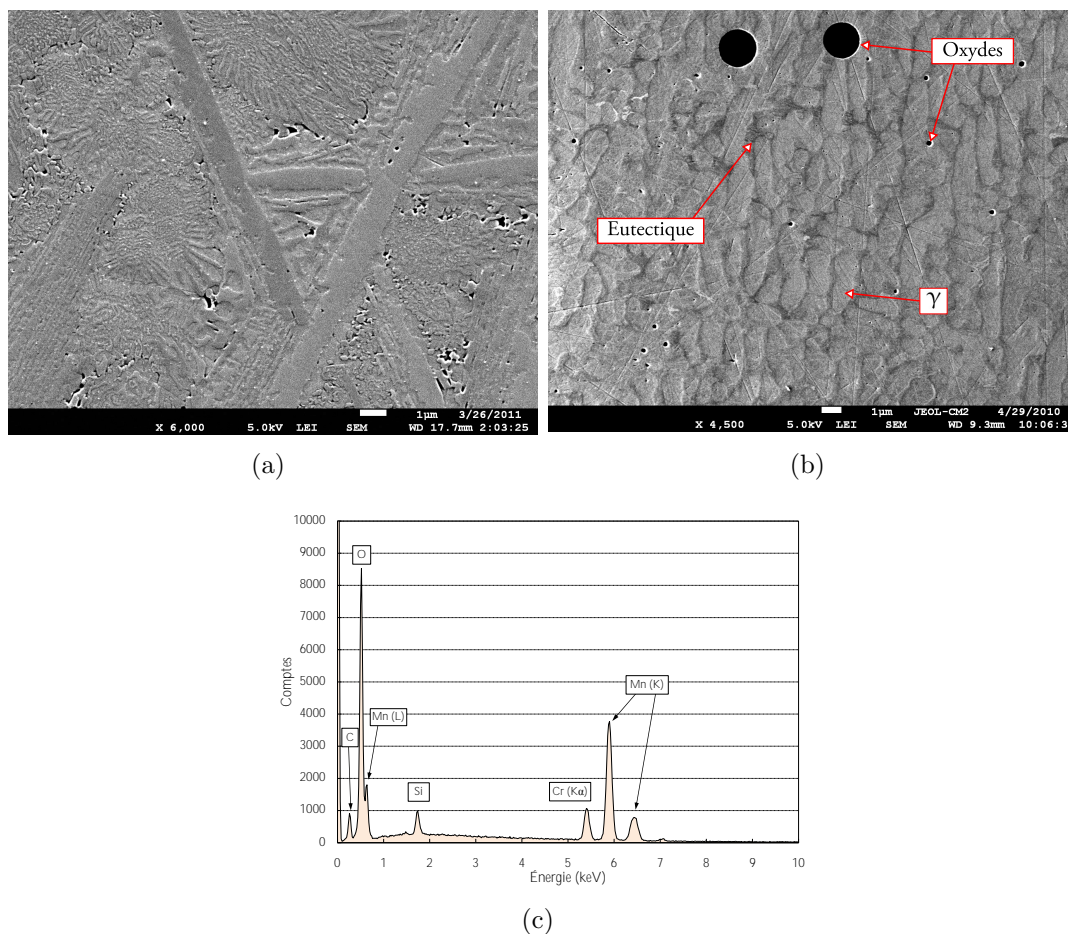 Oxydes
Eutectique
γ
1µm 3/26/2011
X 6,000 5.0kV LEI SEM WD 17.7mm 2:03:25
1µm JEOL-CM2 4/29/2010
X 4,500 5.0kV LEI SEM WD 9.3mm 10:06:3
(a)
(b)
10000
9000
8000
7000
6000
5000
4000
3000
2000
1000
0
Comptes
O
Mn (K)
Mn (L)
C
Si
Cr (Kα)
0 1 2 3 4 5 6 7 8 9 10
Énergie (keV)
(c)